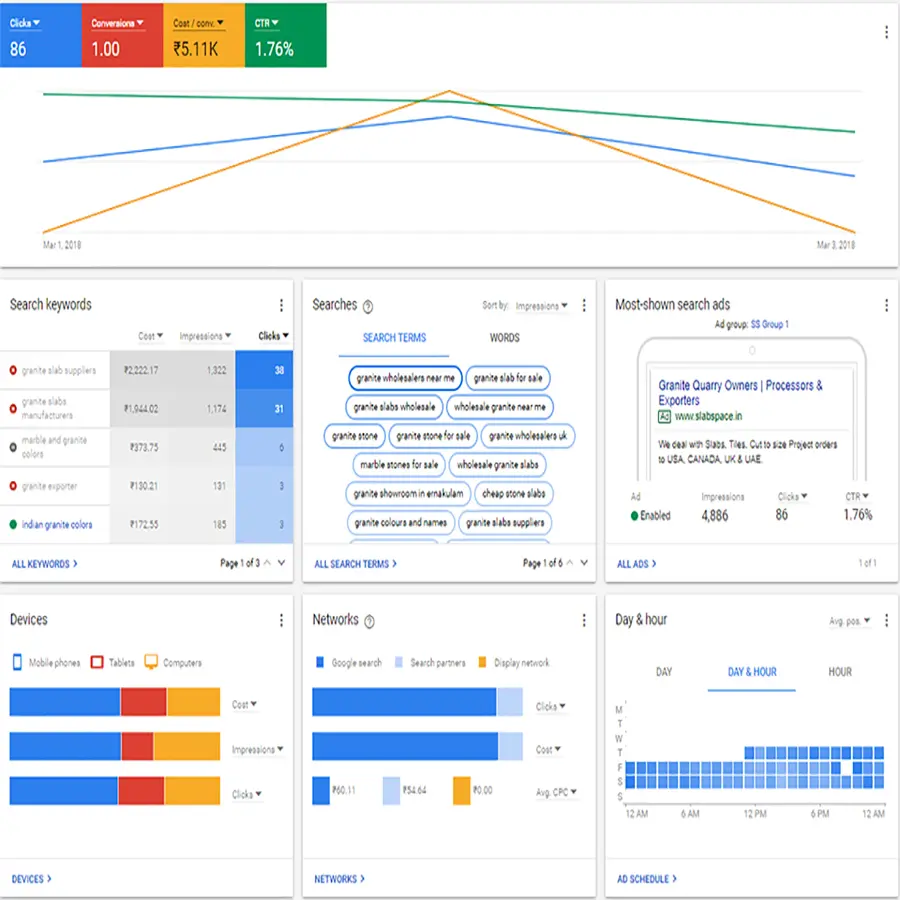 Clicks Conversions Cost / conv. CTR
86 1.00 ₹5.11K 1.76%
Mar 1, 2018 Mar 3, 2018
Search keywords
Cost Impressions Clicks
granite slab suppliers ₹2,222.17 1,322 38
granite slabs manufacturers ₹1,944.02 1,174 31
marble and granite colors ₹373.75 445 6
granite exporter ₹130.21 131 3
indian granite colors ₹172.55 185 3
ALL KEYWORDS Page 1 of 3
Searches Sort by: Impressions
SEARCH TERMS WORDS
granite wholesalers near me granite slab for sale
granite slabs wholesale wholesale granite near me
granite stone granite stone for sale granite wholesalers uk
marble stones for sale wholesale granite slabs
granite showroom in ernakulam cheap stone slabs
granite colours and names granite slabs suppliers
ALL SEARCH TERMS Page 1 of 6
Most-shown search ads
Ad group: SS Group 1
Granite Quarry Owners | Processors &
Exporters
Ad www.slabspace.in
We deal with Slabs, Tiles, Cut to size Project orders
to USA, CANADA, UK & UAE.
Ad Impressions Clicks CTR
Enabled 4,886 86 1.76%
ALL ADS 1 of 1
Devices
Mobile phones Tablets Computers
Cost
Impressions
Clicks
DEVICES
Networks
Google search Search partners Display network
Clicks
Cost
₹60.11 ₹54.64 ₹0.00 Avg. CPC
NETWORKS
Day & hour Avg. pos.
DAY DAY & HOUR HOUR
M
T
W
T
F
S
S
12 AM 6 AM 12 PM 6 PM 12 AM
AD SCHEDULE